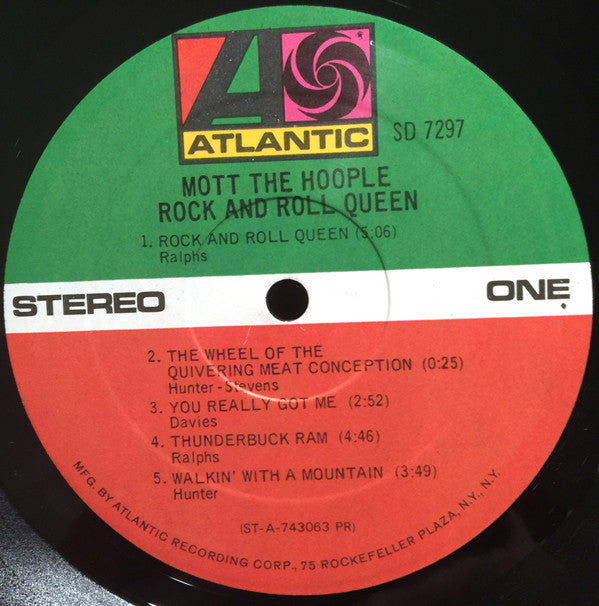 ATLANTIC
SD 7297
MOTT THE HOOPLE
ROCK AND ROLL QUEEN
1. ROCK AND ROLL QUEEN (5:06)
Ralphs
STEREO
ONE
2. THE WHEEL OF THE
QUIVERING MEAT CONCEPTION (0:25)
Hunter-Stevens
3. YOU REALLY GOT ME (2:52)
Davies
4. THUNDERBUCK RAM (4:46)
Ralphs
5. WALKIN' WITH A MOUNTAIN (3:49)
Hunter
(ST-A-743063 PR)
MFG. BY ATLANTIC RECORDING CORP., 75 ROCKEFELLER PLAZA, N.Y., N.Y.